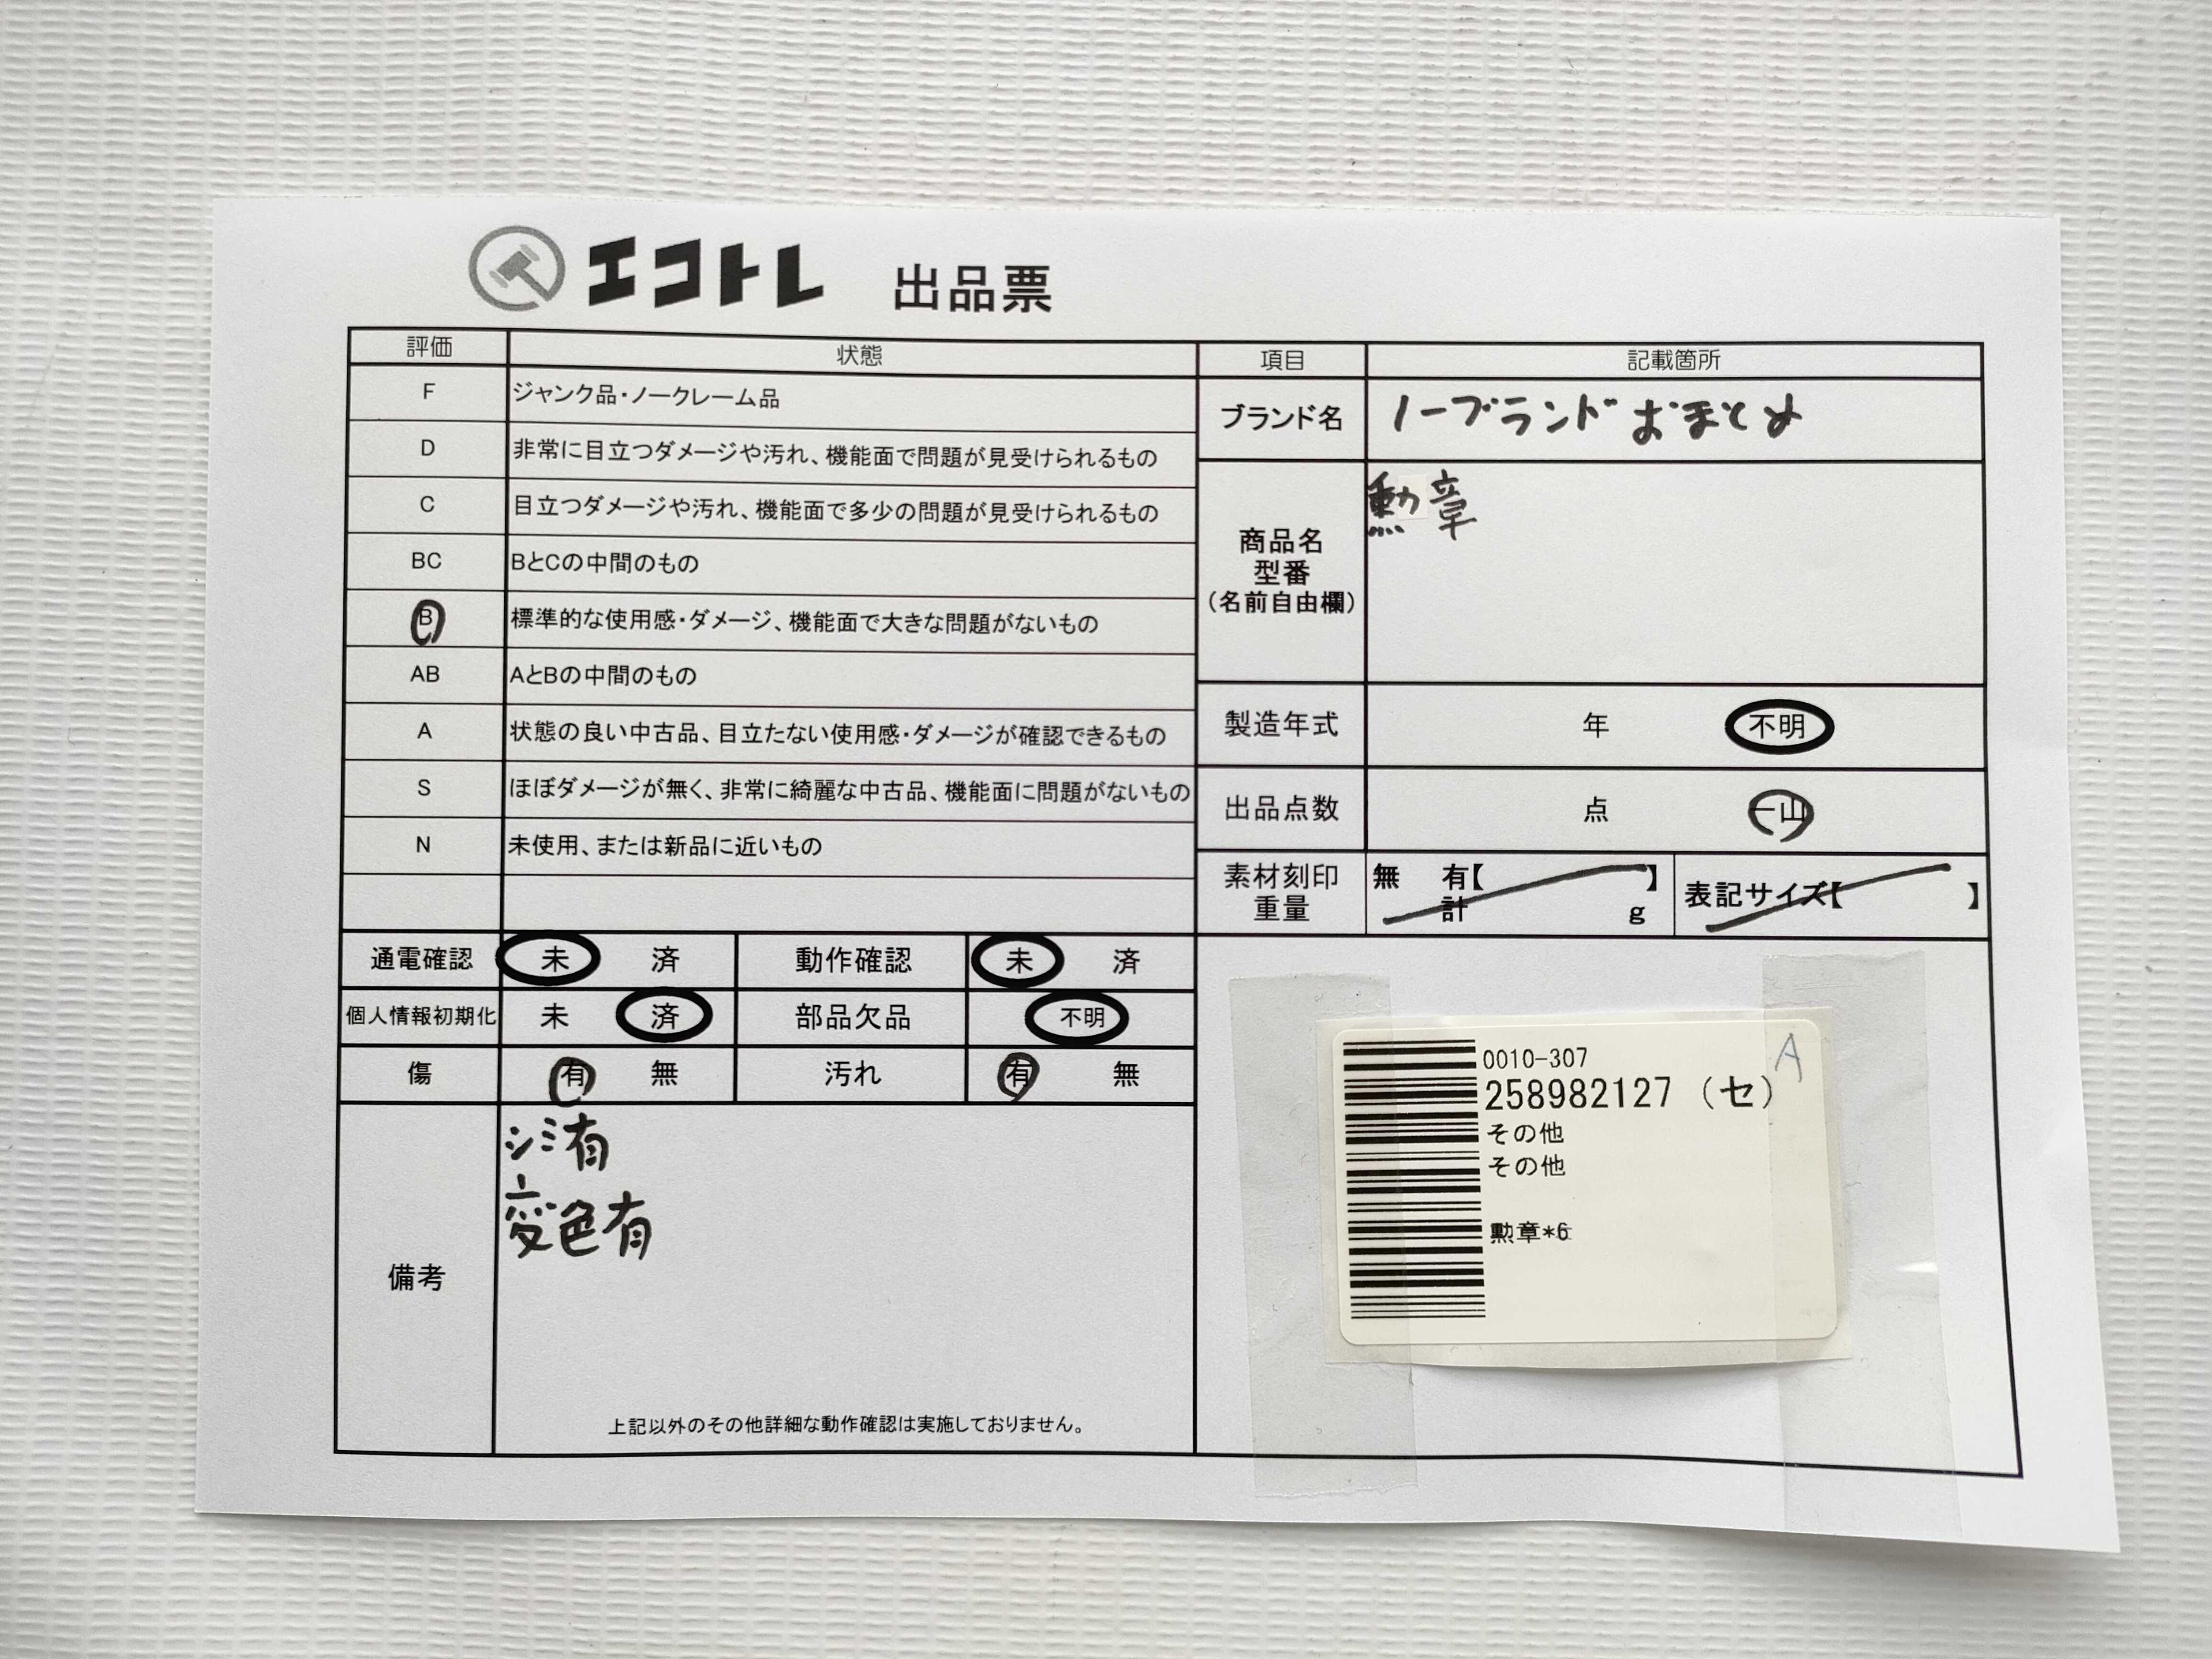 エコトレ 出品票
評価 状態
F ジャンク品・ノークレーム品
D 非常に目立つダメージや汚れ、機能面で問題が見受けられるもの
C 目立つダメージや汚れ、機能面で多少の問題が見受けられるもの
BC BとCの中間のもの
B 標準的な使用感・ダメージ、機能面で大きな問題がないもの
AB AとBの中間のもの
A 状態の良い中古品、目立たない使用感・ダメージが確認できるもの
S ほぼダメージが無く、非常に綺麗な中古品、機能面に問題がないもの
N 未使用、または新品に近いもの
項目 記載箇所
ブランド名 ノーブランドおまとめ
商品名
型番
(名前自由欄)
勲章
製造年式 年 不明
出品点数 点 一山
素材刻印
重量
無 有【 】
計 g
表記サイズ【 】
通電確認 未 済 動作確認 未 済
個人情報初期化 未 済 部品欠品 不明
傷 有 無 汚れ 有 無
備考
シミ有
変色有
上記以外のその他詳細な動作確認は実施しておりません。
A
0010-307
258982127 (セ)
その他
その他
勲章*6